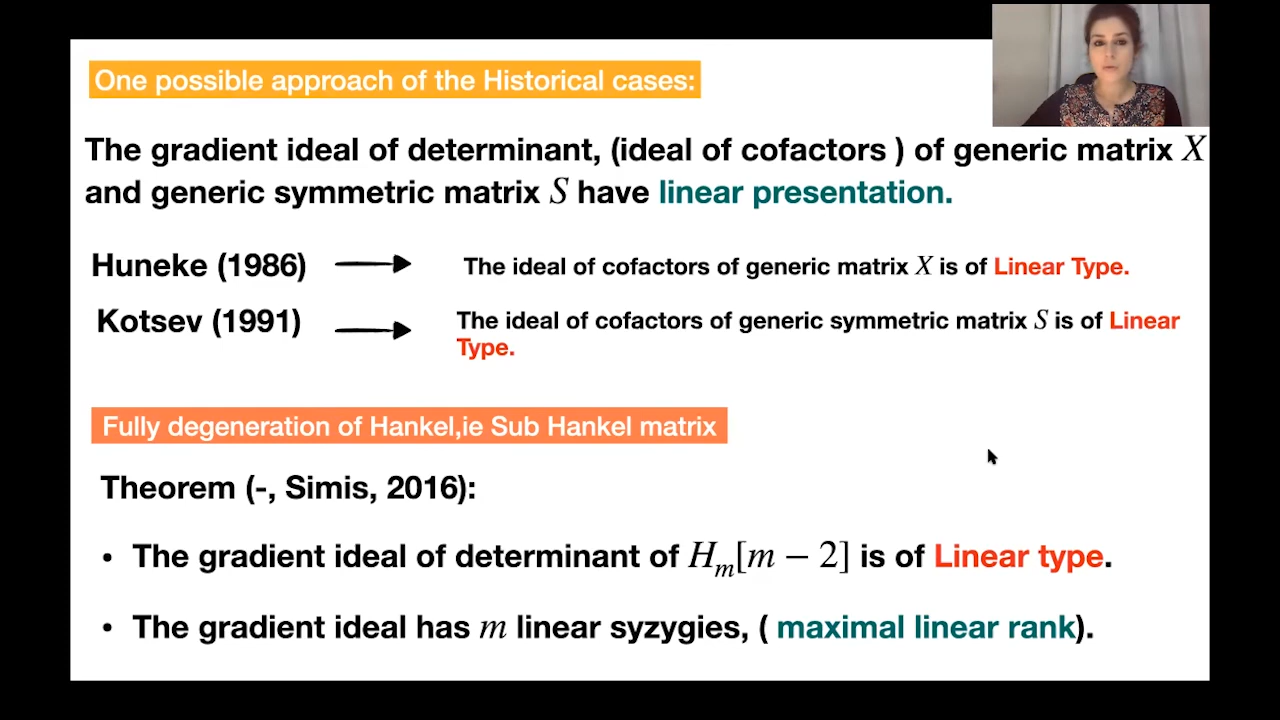 One possible approach of the Historical cases:
The gradient ideal of determinant, (ideal of cofactors ) of generic matrix X
and generic symmetric matrix S have linear presentation.
Huneke (1986)
The ideal of cofactors of generic matrix X is of Linear Type.
Kotsev (1991)
The ideal of cofactors of generic symmetric matrix S is of Linear
Type.
Fully degeneration of Hankel,ie Sub Hankel matrix
Theorem (-, Simis, 2016):
• The gradient ideal of determinant of H_m[m − 2] is of Linear type.
• The gradient ideal has m linear syzygies, ( maximal linear rank).